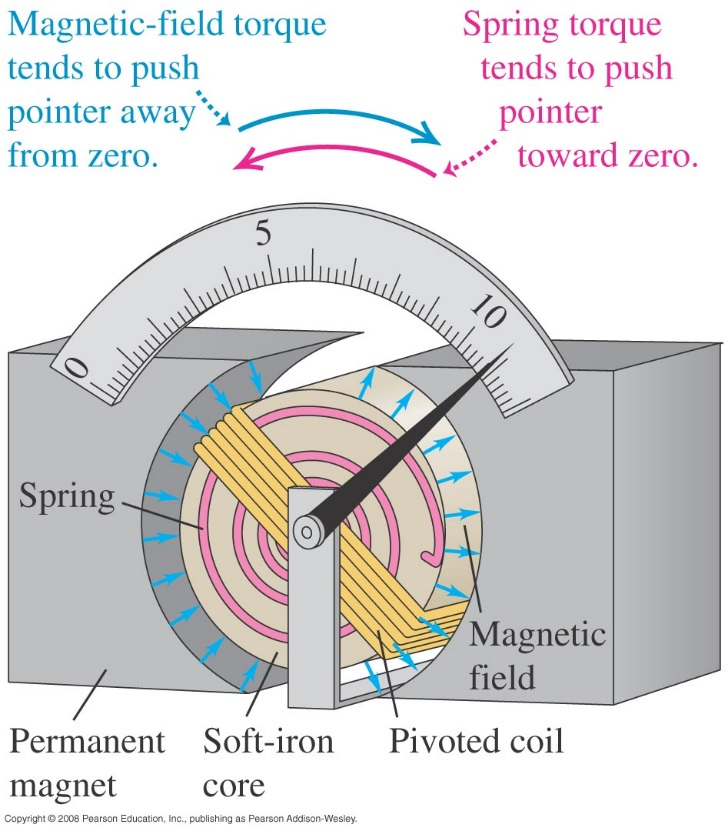 Magnetic-field torque
tends to push
pointer away
from zero.
Spring torque
tends to push
pointer
toward zero.
0
5
10
Spring
Magnetic
field
Permanent
magnet
Soft-iron
core
Pivoted coil
Copyright © 2008 Pearson Education, Inc., publishing as Pearson Addison-Wesley.